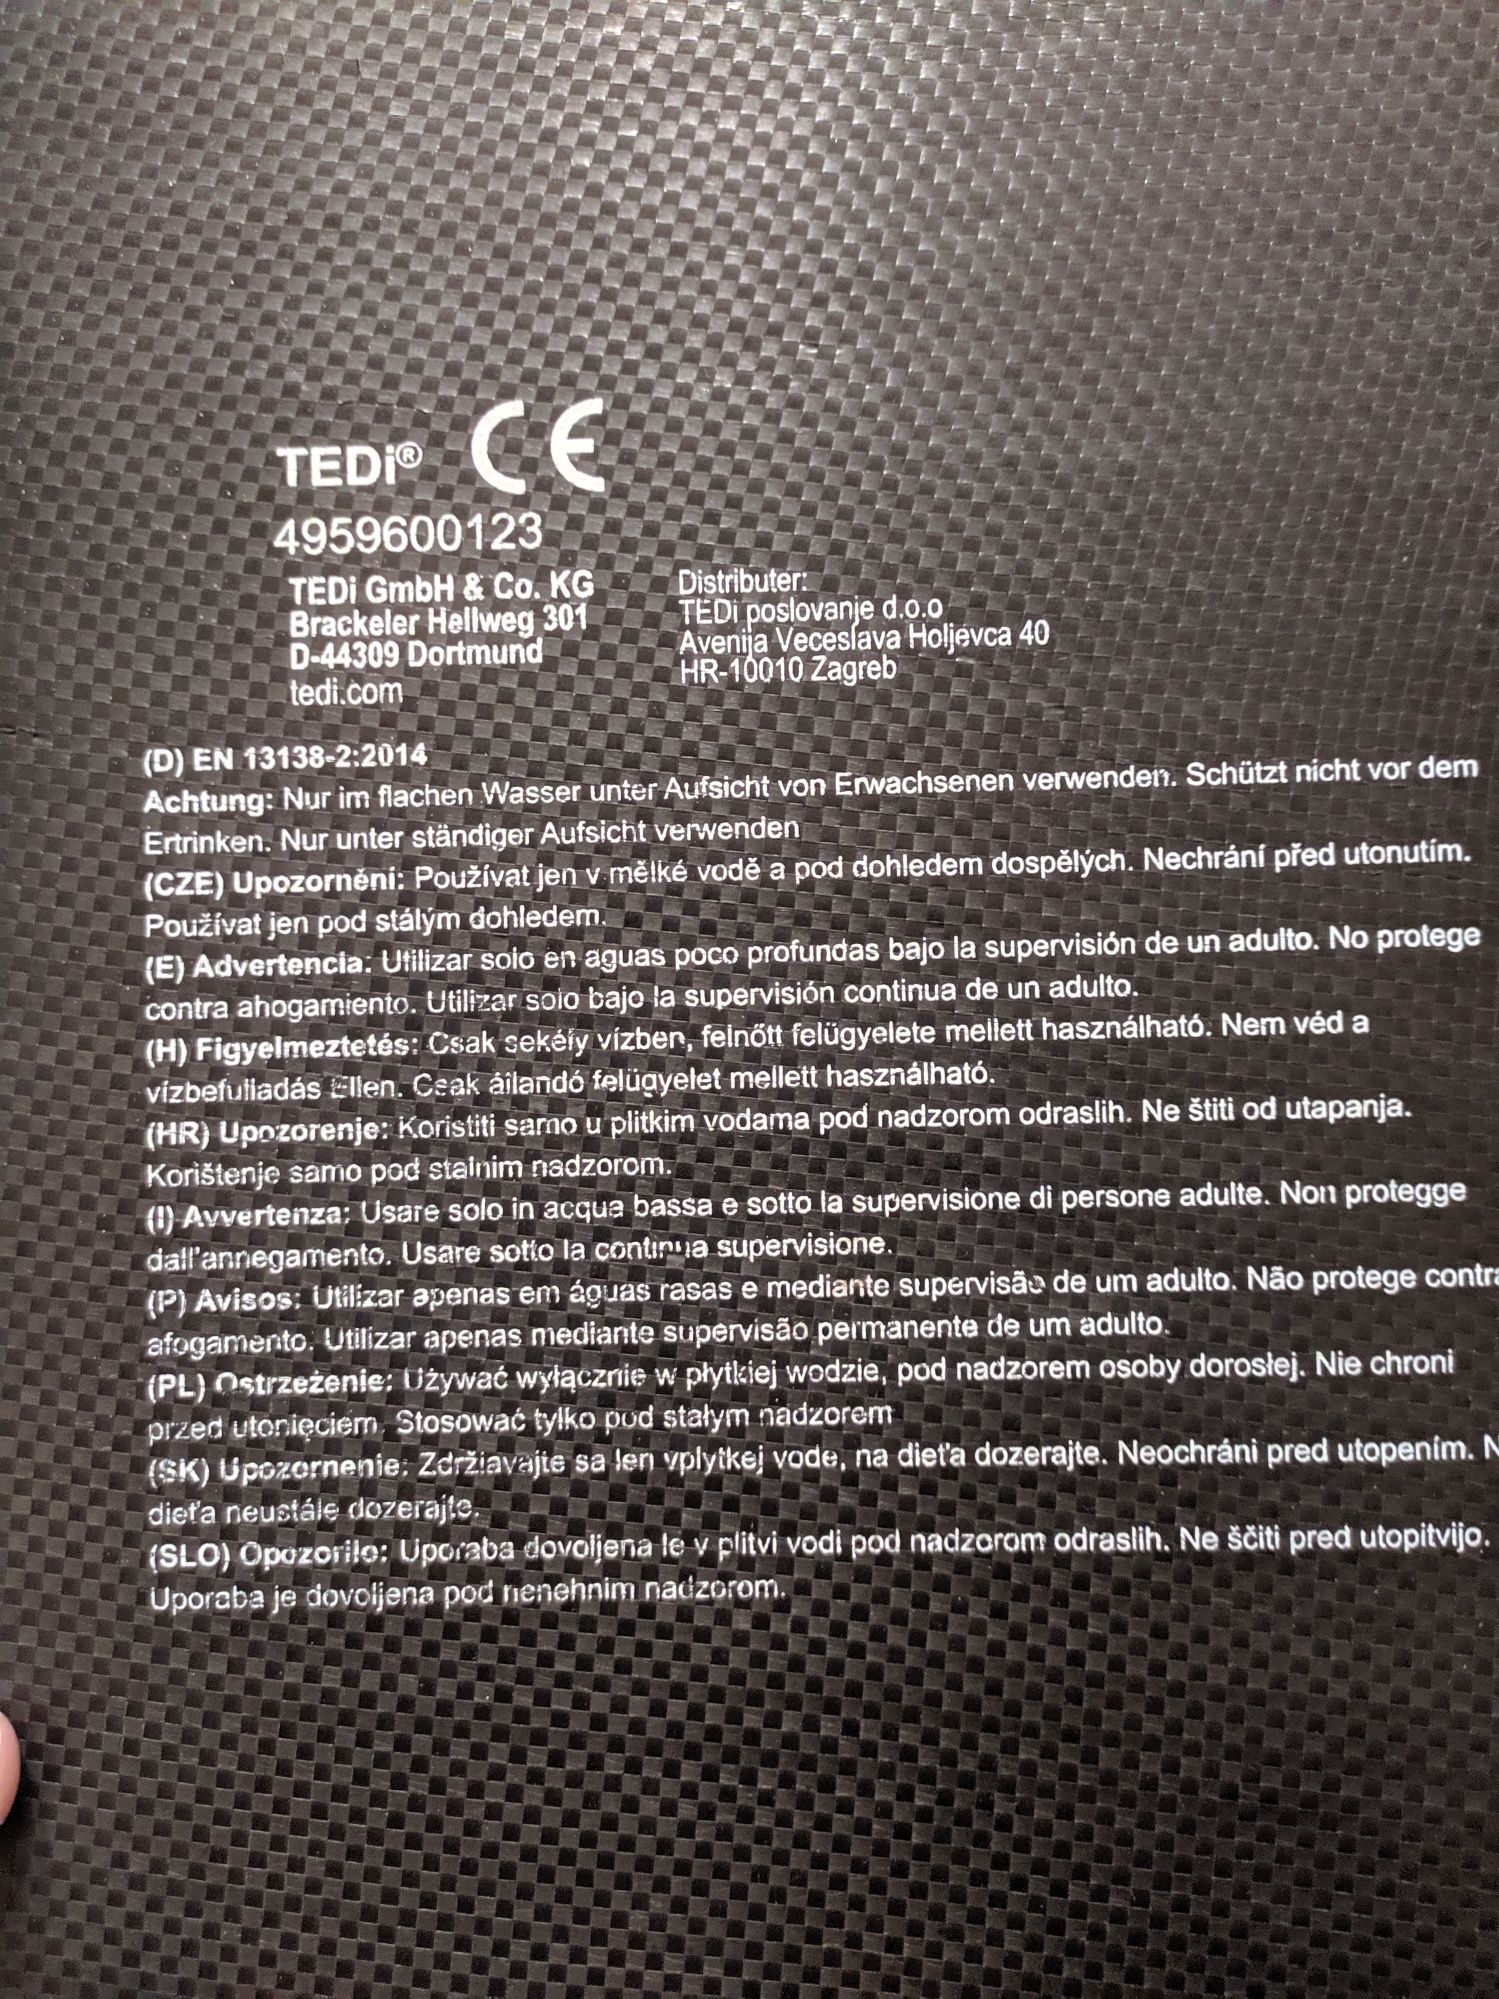 TEDi® CE
4959600123
TEDi GmbH & Co. KG
Brackeler Hellweg 301
D-44309 Dortmund
tedi.com
Distributer:
TEDi poslovanje d.o.o
Avenija Veceslava Holjevca 40
HR-10010 Zagreb
(D) EN 13138-2:2014
Achtung: Nur im flachen Wasser unter Aufsicht von Erwachsenen verwenden. Schützt nicht vor dem
Ertrinken. Nur unter ständiger Aufsicht verwenden
(CZE) Upozornění: Používat jen v mělké vodě a pod dohledem dospělých. Nechrání před utonutím.
Používat jen pod stálým dohledem.
(E) Advertencia: Utilizar solo en aguas poco profundas bajo la supervisión de un adulto. No protege
contra ahogamiento. Utilizar solo bajo la supervisión continua de un adulto.
(H) Figyelmeztetés: Csak sekély vízben, felnőtt felügyelete mellett használható. Nem véd a
vízbefulladás Ellen. Csak állandó felügyelet mellett használható.
(HR) Upozorenje: Koristiti samo u plitkim vodama pod nadzorom odraslih. Ne štiti od utapanja.
Korištenje samo pod stalnim nadzorom.
(I) Avvertenza: Usare solo in acqua bassa e sotto la supervisione di persone adulte. Non protegge
dall'annegamento. Usare sotto la continua supervisione.
(P) Avisos: Utilizar apenas em águas rasas e mediante supervisão de um adulto. Não protege contra
afogamento. Utilizar apenas mediante supervisão permanente de um adulto.
(PL) Ostrzeżenie: Używać wyłącznie w płytkiej wodzie, pod nadzorem osoby dorosłej. Nie chroni
przed utonięciem. Stosować tylko pod stałym nadzorem
(SK) Upozornenie: Zdržiavajte sa len vplytkej vode, na dieťa dozerajte. Neochráni pred utopením. N
dieťa neustále dozerajte.
(SLO) Opozorilo: Uporaba dovoljena le v plitvi vodi pod nadzorom odraslih. Ne ščiti pred utopitvijo.
Uporaba je dovoljena pod nenehnim nadzorom.